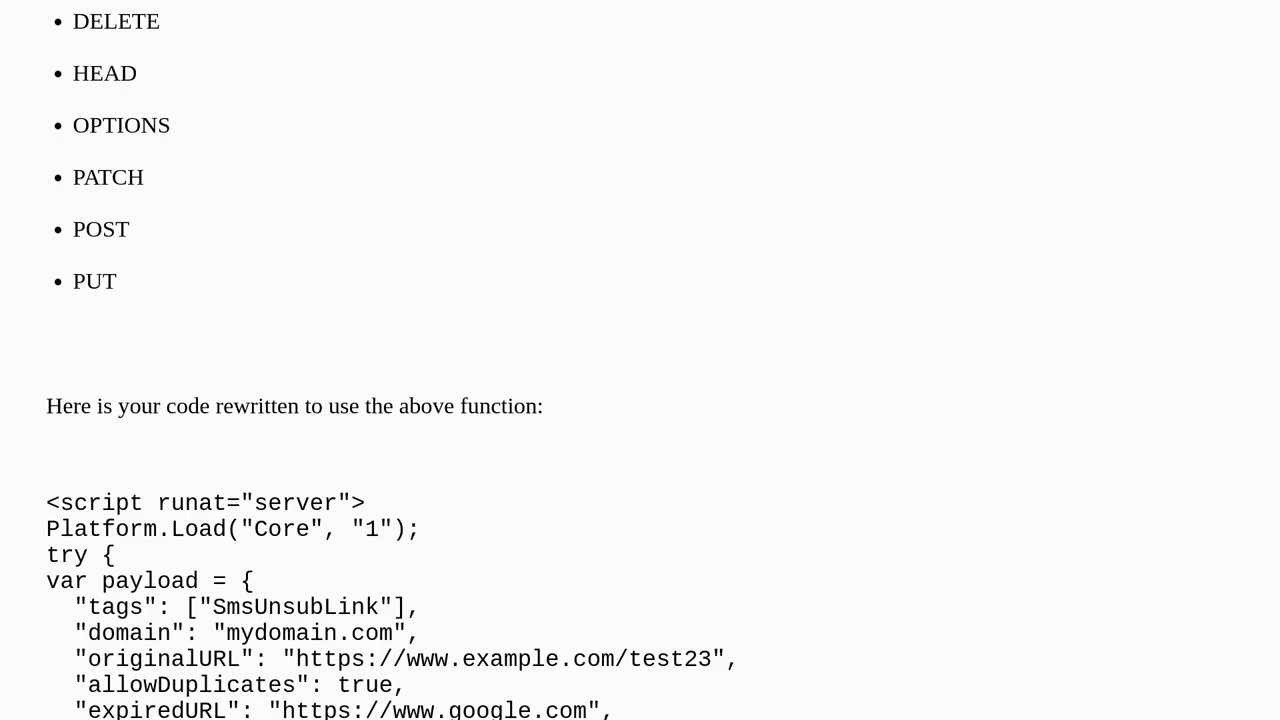 • DELETE
• HEAD
• OPTIONS
• PATCH
• POST
• PUT
Here is your code rewritten to use the above function:
<script runat="server">
Platform.Load("Core", "1");
try {
var payload = {
  "tags": ["SmsUnsubLink"],
  "domain": "mydomain.com",
  "originalURL": "https://www.example.com/test23",
  "allowDuplicates": true,
  "expiredURL": "https://www.google.com",